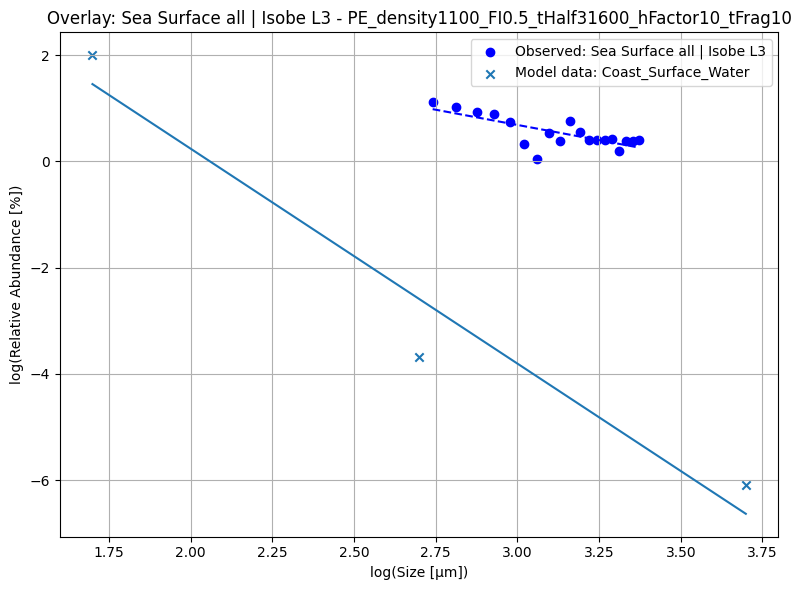 Overlay: Sea Surface all | Isobe L3 - PE_density1100_FI0.5_tHalf31600_hFactor10_tFrag10
Observed: Sea Surface all | Isobe L3
Model data: Coast_Surface_Water
log(Relative Abundance [%])
2
0
−2
−4
−6
1.75 2.00 2.25 2.50 2.75 3.00 3.25 3.50 3.75
log(Size [µm])